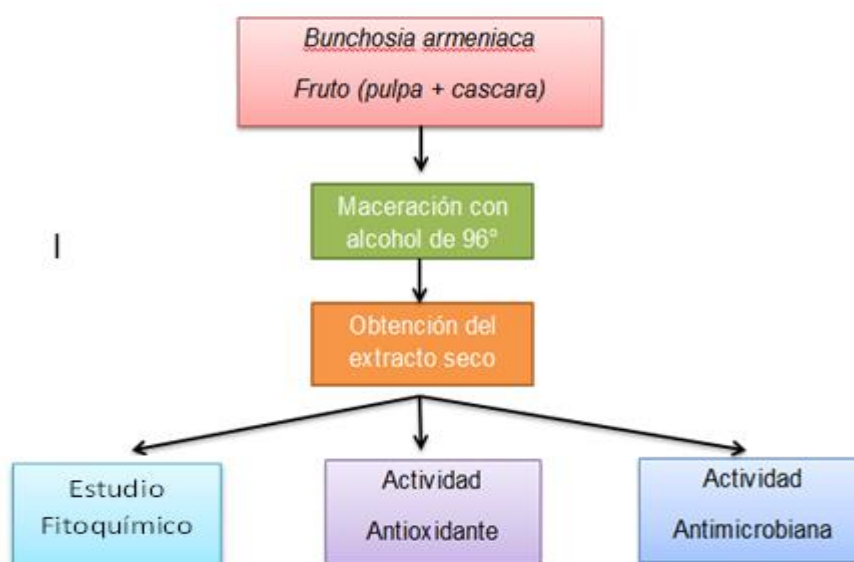 Bunchosia armeniaca
Fruto (pulpa + cascara)
Maceración con
alcohol de 96°
Obtención del
extracto seco
Estudio
Fitoquímico
Actividad
Antioxidante
Actividad
Antimicrobiana